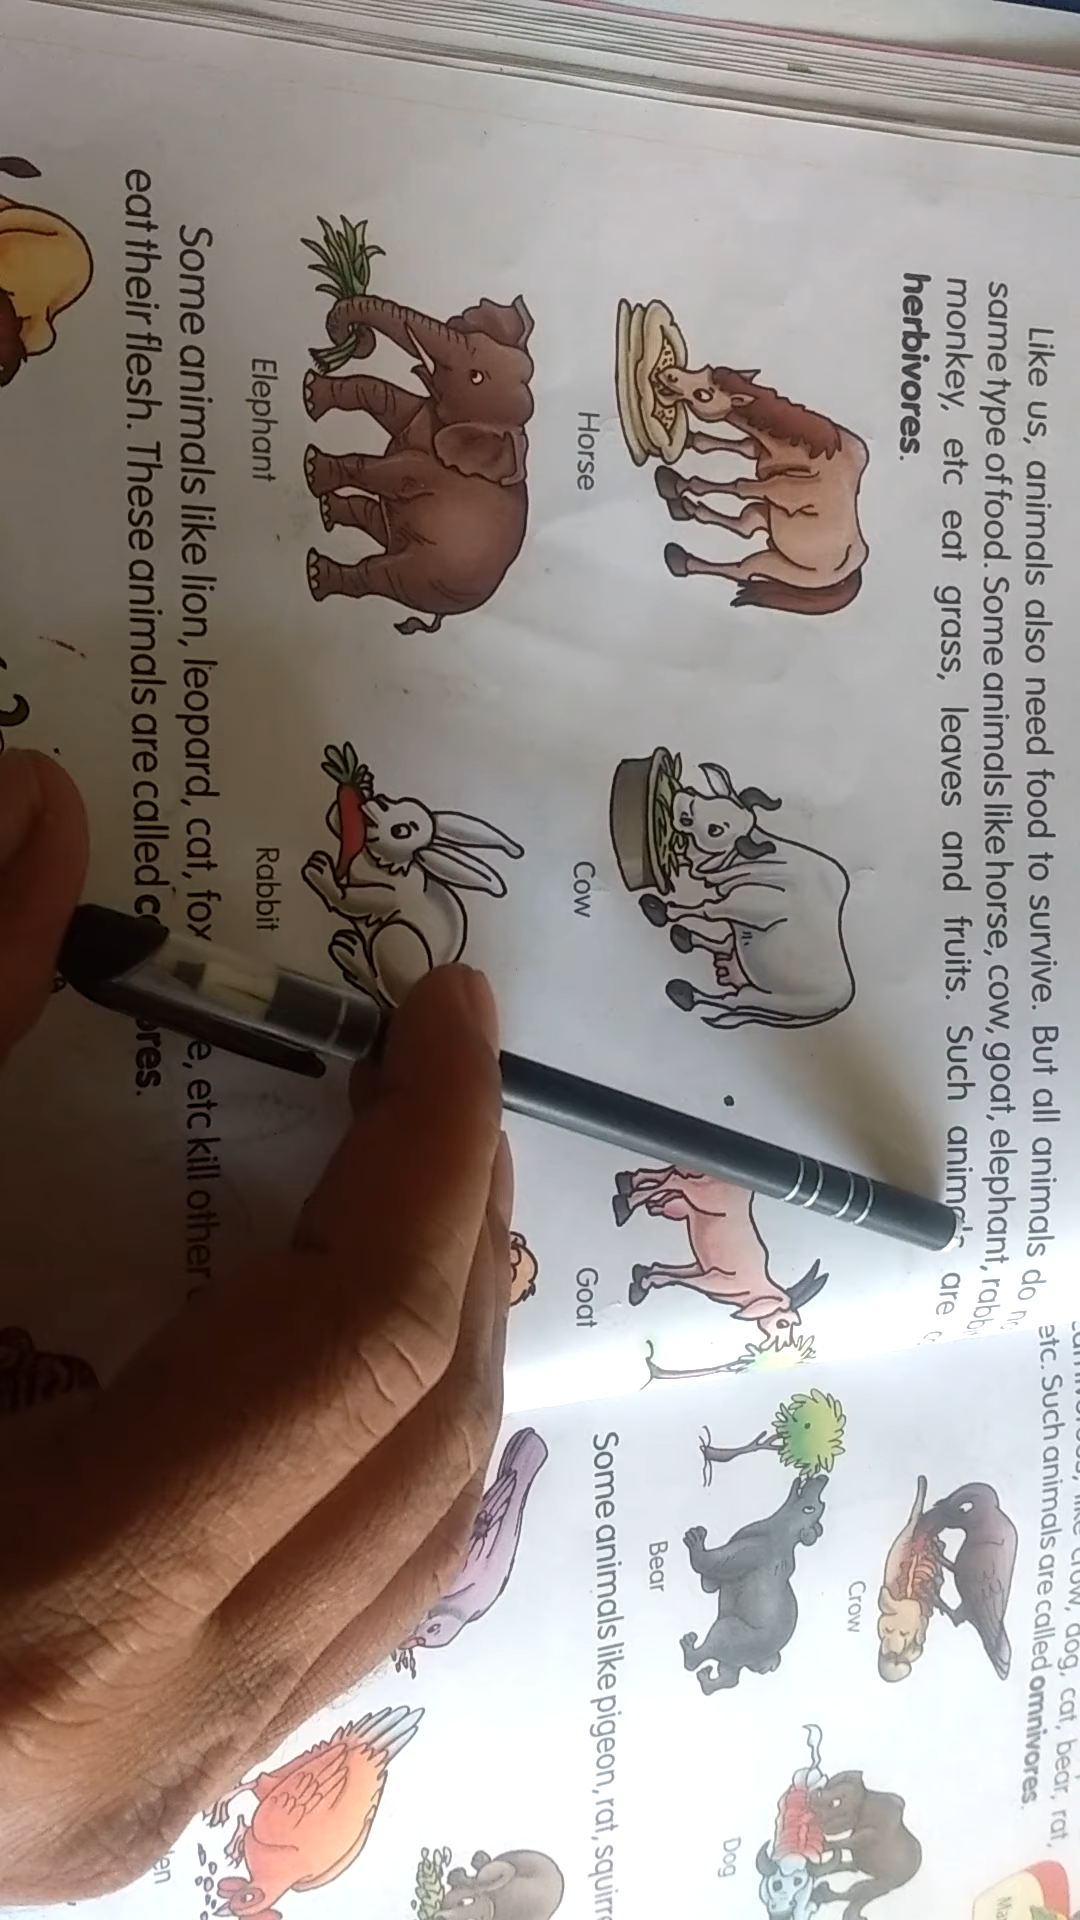 Like us, animals also need food to survive. But all animals do
same type of food. Some animals like horse, cow, goat, elephant,
monkey, etc eat grass, leaves and fruits. Such are
herbivores.
Horse
Cow
Goat
Elephant
Rabbit
Some animals like lion, leopard, cat, etc kill other
eat their flesh. These animals are called
crow, dog, cat, bear, rat,
etc. Such animals are called omnivores.
Crow
Bear
Dog
Some animals like pigeon, rat,